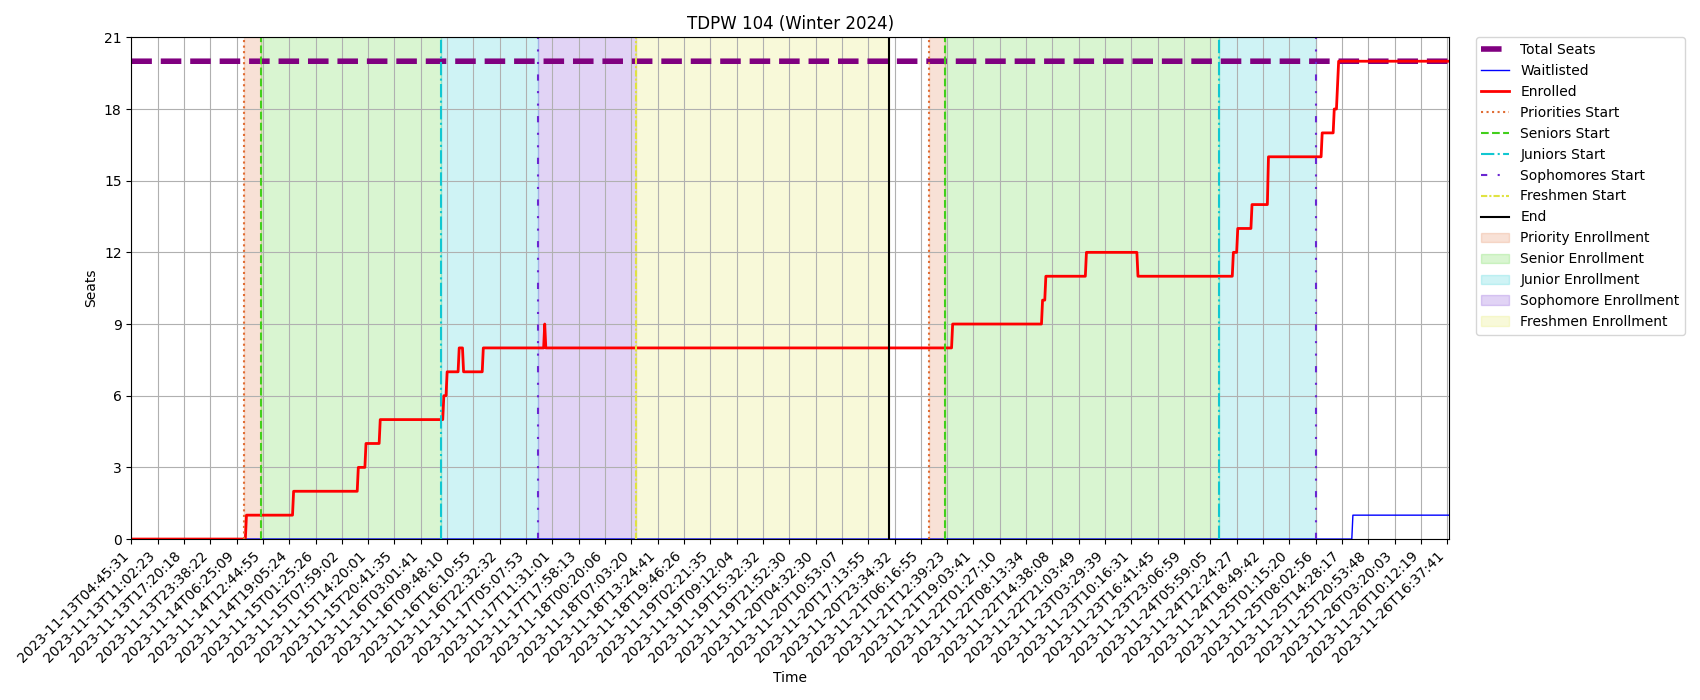 TDPW 104 (Winter 2024)
21
18
15
12
9
6
3
0
Seats
2023-11-13T04:45:31
2023-11-13T11:02:23
2023-11-13T17:20:18
2023-11-13T23:38:22
2023-11-14T06:25:09
2023-11-14T12:44:55
2023-11-14T19:05:24
2023-11-15T01:25:26
2023-11-15T07:59:02
2023-11-15T14:20:01
2023-11-15T20:41:35
2023-11-16T03:01:41
2023-11-16T09:48:10
2023-11-16T16:10:55
2023-11-16T22:32:32
2023-11-17T05:07:53
2023-11-17T11:31:01
2023-11-17T17:58:13
2023-11-18T00:20:06
2023-11-18T07:03:20
2023-11-18T13:24:41
2023-11-18T19:46:26
2023-11-19T02:21:35
2023-11-19T09:12:04
2023-11-19T15:32:32
2023-11-19T21:52:30
2023-11-20T04:32:30
2023-11-20T10:53:07
2023-11-20T17:13:55
2023-11-20T23:34:32
2023-11-21T06:16:55
2023-11-21T12:39:23
2023-11-21T19:03:41
2023-11-22T01:27:10
2023-11-22T08:13:34
2023-11-22T14:38:08
2023-11-22T21:03:49
2023-11-23T03:29:39
2023-11-23T10:16:31
2023-11-23T16:41:45
2023-11-23T23:06:59
2023-11-24T05:59:05
2023-11-24T12:24:27
2023-11-24T18:49:42
2023-11-25T01:15:20
2023-11-25T08:02:56
2023-11-25T14:28:17
2023-11-25T20:53:48
2023-11-26T03:20:03
2023-11-26T10:12:19
2023-11-26T16:37:41
Time
Total Seats
Waitlisted
Enrolled
Priorities Start
Seniors Start
Juniors Start
Sophomores Start
Freshmen Start
End
Priority Enrollment
Senior Enrollment
Junior Enrollment
Sophomore Enrollment
Freshmen Enrollment